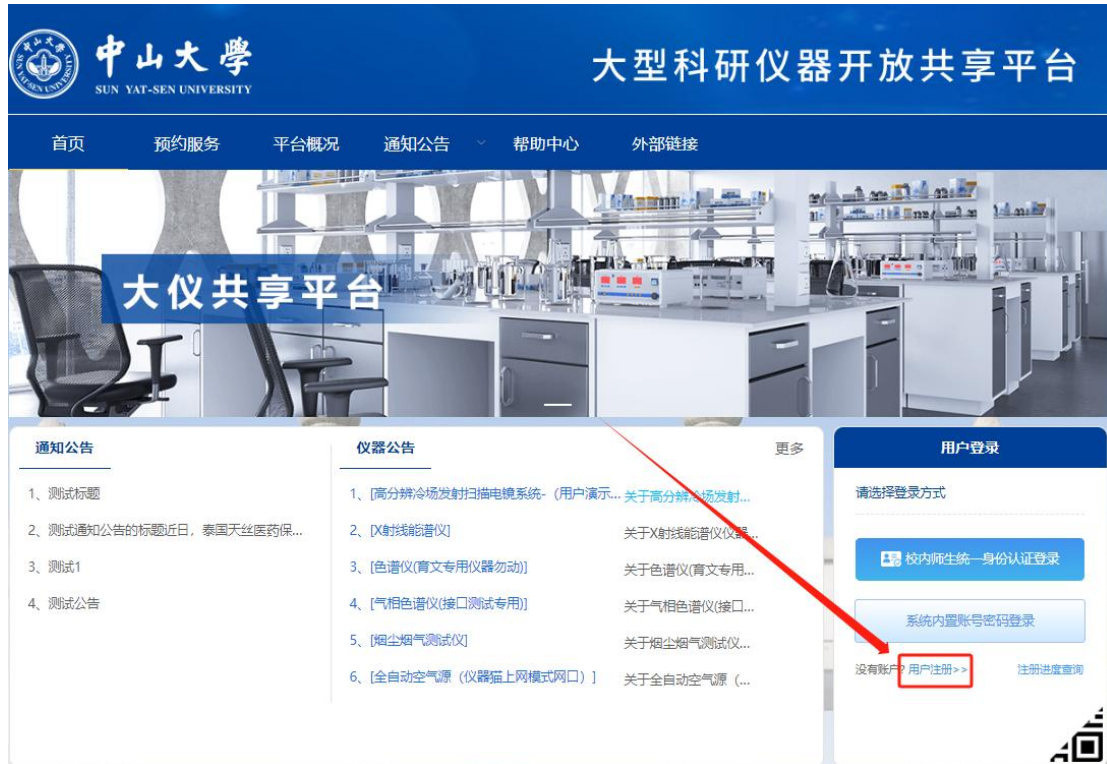 中山大學
SUN YAT-SEN UNIVERSITY
大型科研仪器开放共享平台
首页 预约服务 平台概况 通知公告 帮助中心 外部链接
大仪共享平台
通知公告
1、测试标题
2、测试通知公告的标题近日，泰国天丝医药保...
3、测试1
4、测试公告
仪器公告 更多
1、[高分辨冷场发射扫描电镜系统-（用户演示... 关于高分辨冷场发射...
2、[X射线能谱仪] 关于X射线能谱仪仪器...
3、[色谱仪(育文专用仪器勿动)] 关于色谱仪(育文专用...
4、[气相色谱仪(接口测试专用)] 关于气相色谱仪(接口...
5、[烟尘烟气测试仪] 关于烟尘烟气测试仪...
6、[全自动空气源（仪器猫上网模式网口）] 关于全自动空气源（...
用户登录
请选择登录方式
校内师生统一身份认证登录
系统内置账号密码登录
没有账户? 用户注册>> 注册进度查询